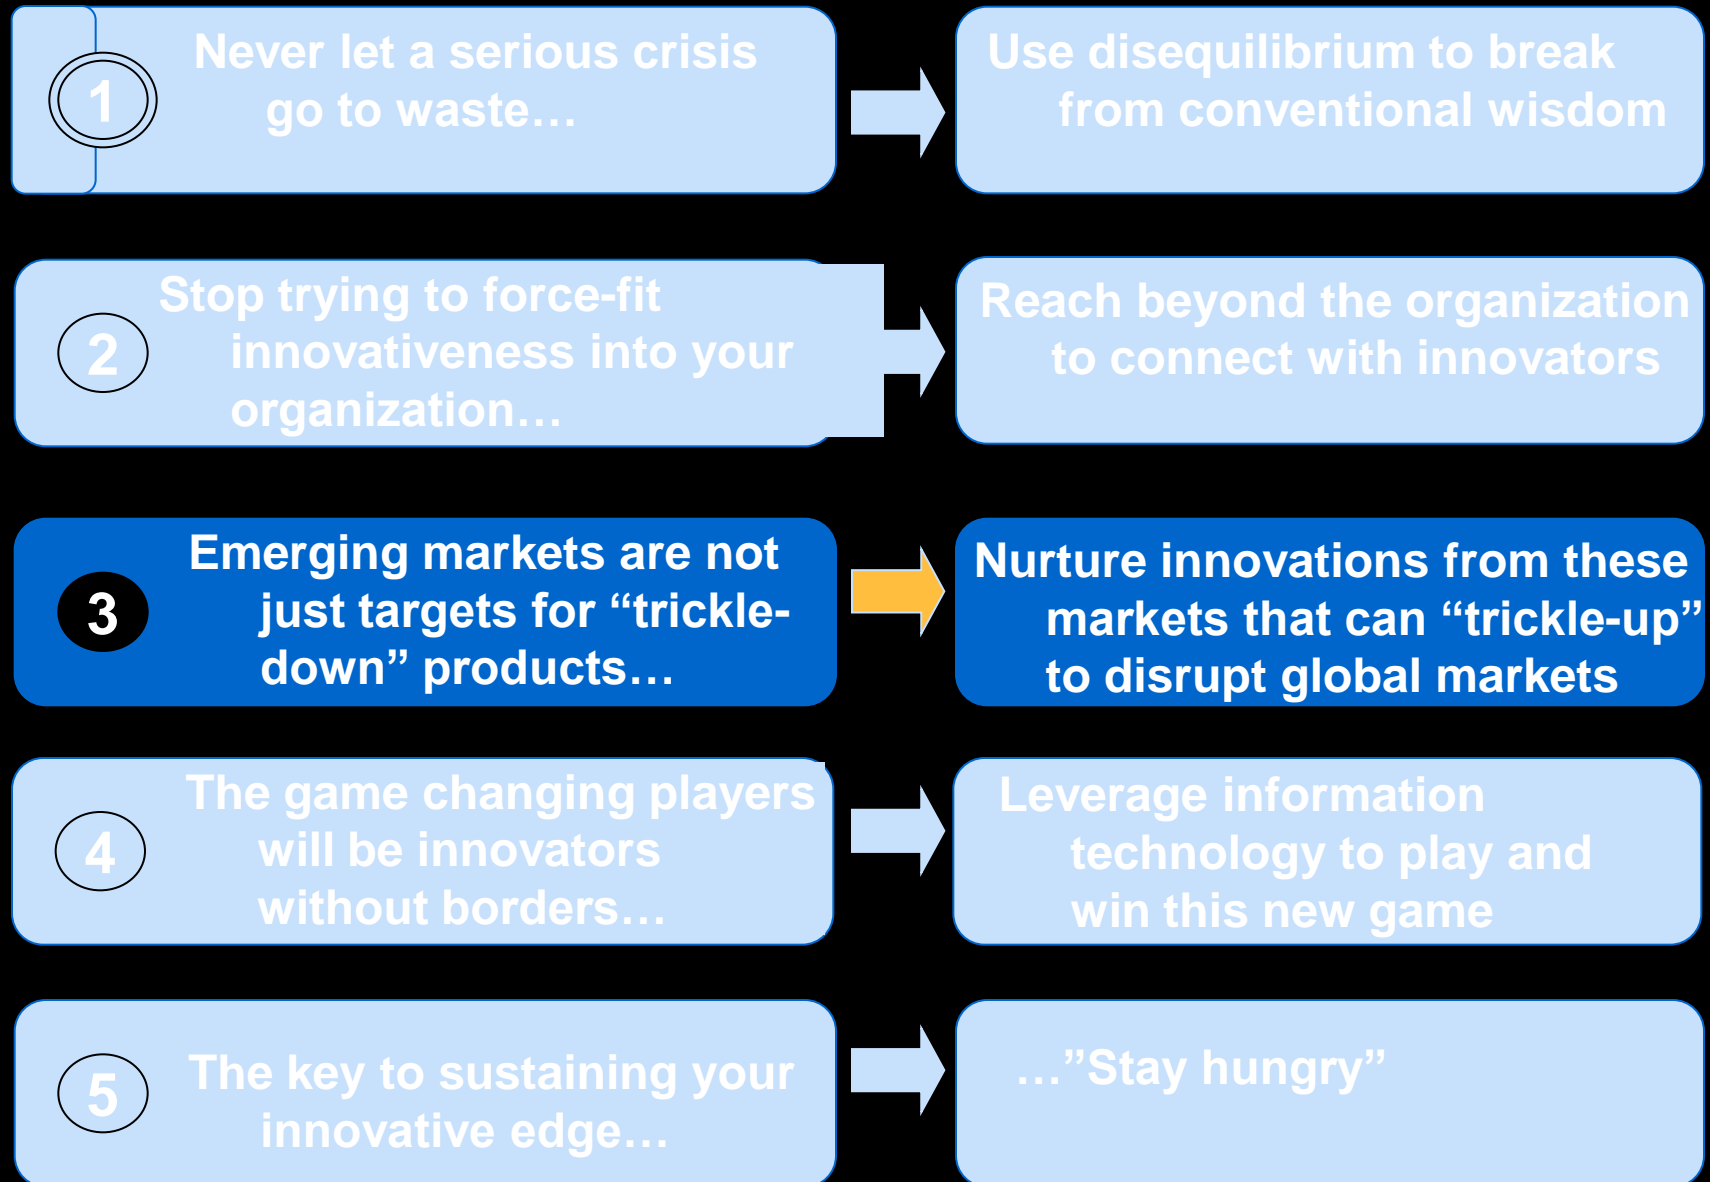 1
Never let a serious crisis
go to waste…
Use disequilibrium to break
from conventional wisdom
2
Stop trying to force-fit
innovativeness into your
organization…
Reach beyond the organization
to connect with innovators
3
Emerging markets are not
just targets for “trickle-
down” products…
Nurture innovations from these
markets that can “trickle-up”
to disrupt global markets
4
The game changing players
will be innovators
without borders…
Leverage information
technology to play and
win this new game
5
The key to sustaining your
innovative edge…
…”Stay hungry”